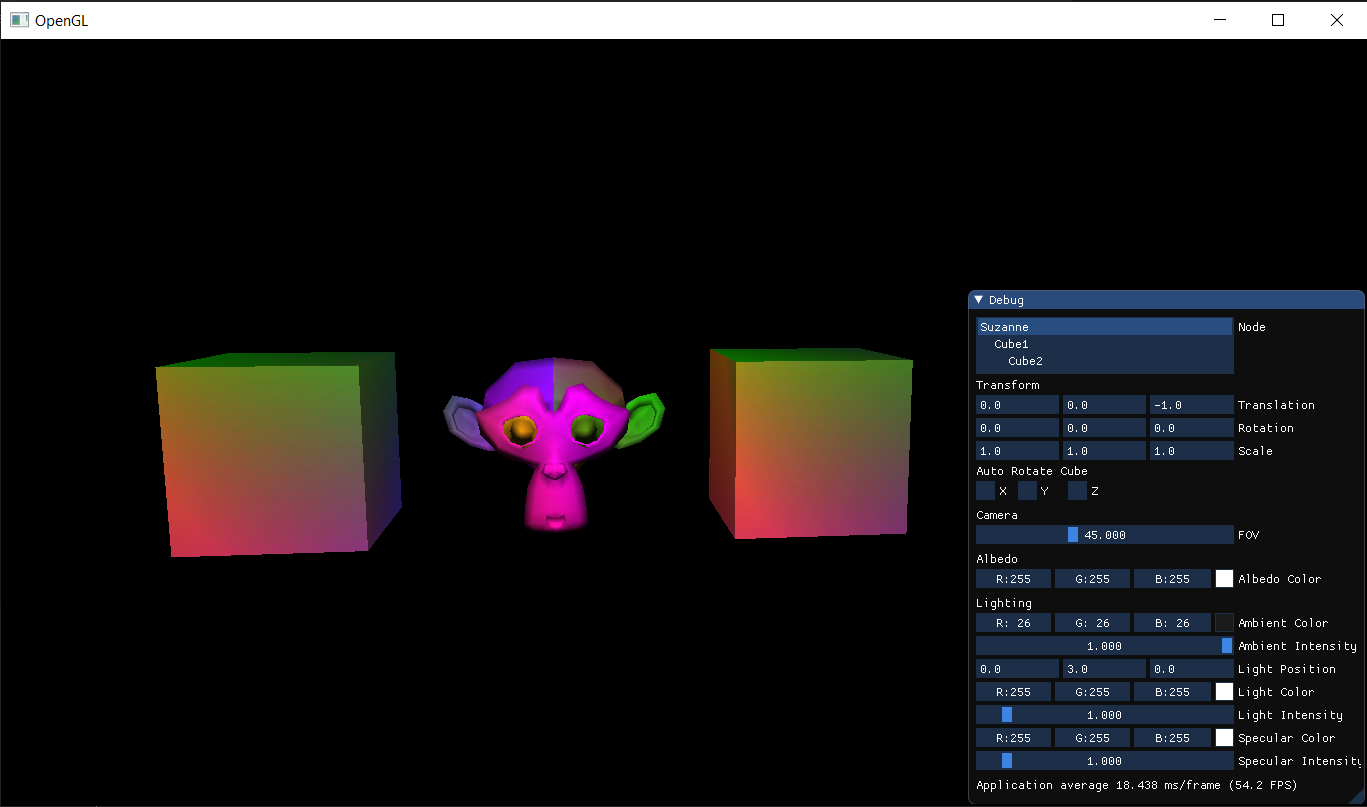 OpenGL
Debug
Suzanne Node
Cube1
Cube2
Transform
0.0 0.0 -1.0 Translation
0.0 0.0 0.0 Rotation
1.0 1.0 1.0 Scale
Auto Rotate Cube
X Y Z
Camera
45.000 FOV
Albedo
R:255 G:255 B:255 Albedo Color
Lighting
R: 26 G: 26 B: 26 Ambient Color
1.000 Ambient Intensity
0.0 3.0 0.0 Light Position
R:255 G:255 B:255 Light Color
1.000 Light Intensity
R:255 G:255 B:255 Specular Color
1.000 Specular Intensity
Application average 18.438 ms/frame (54.2 FPS)